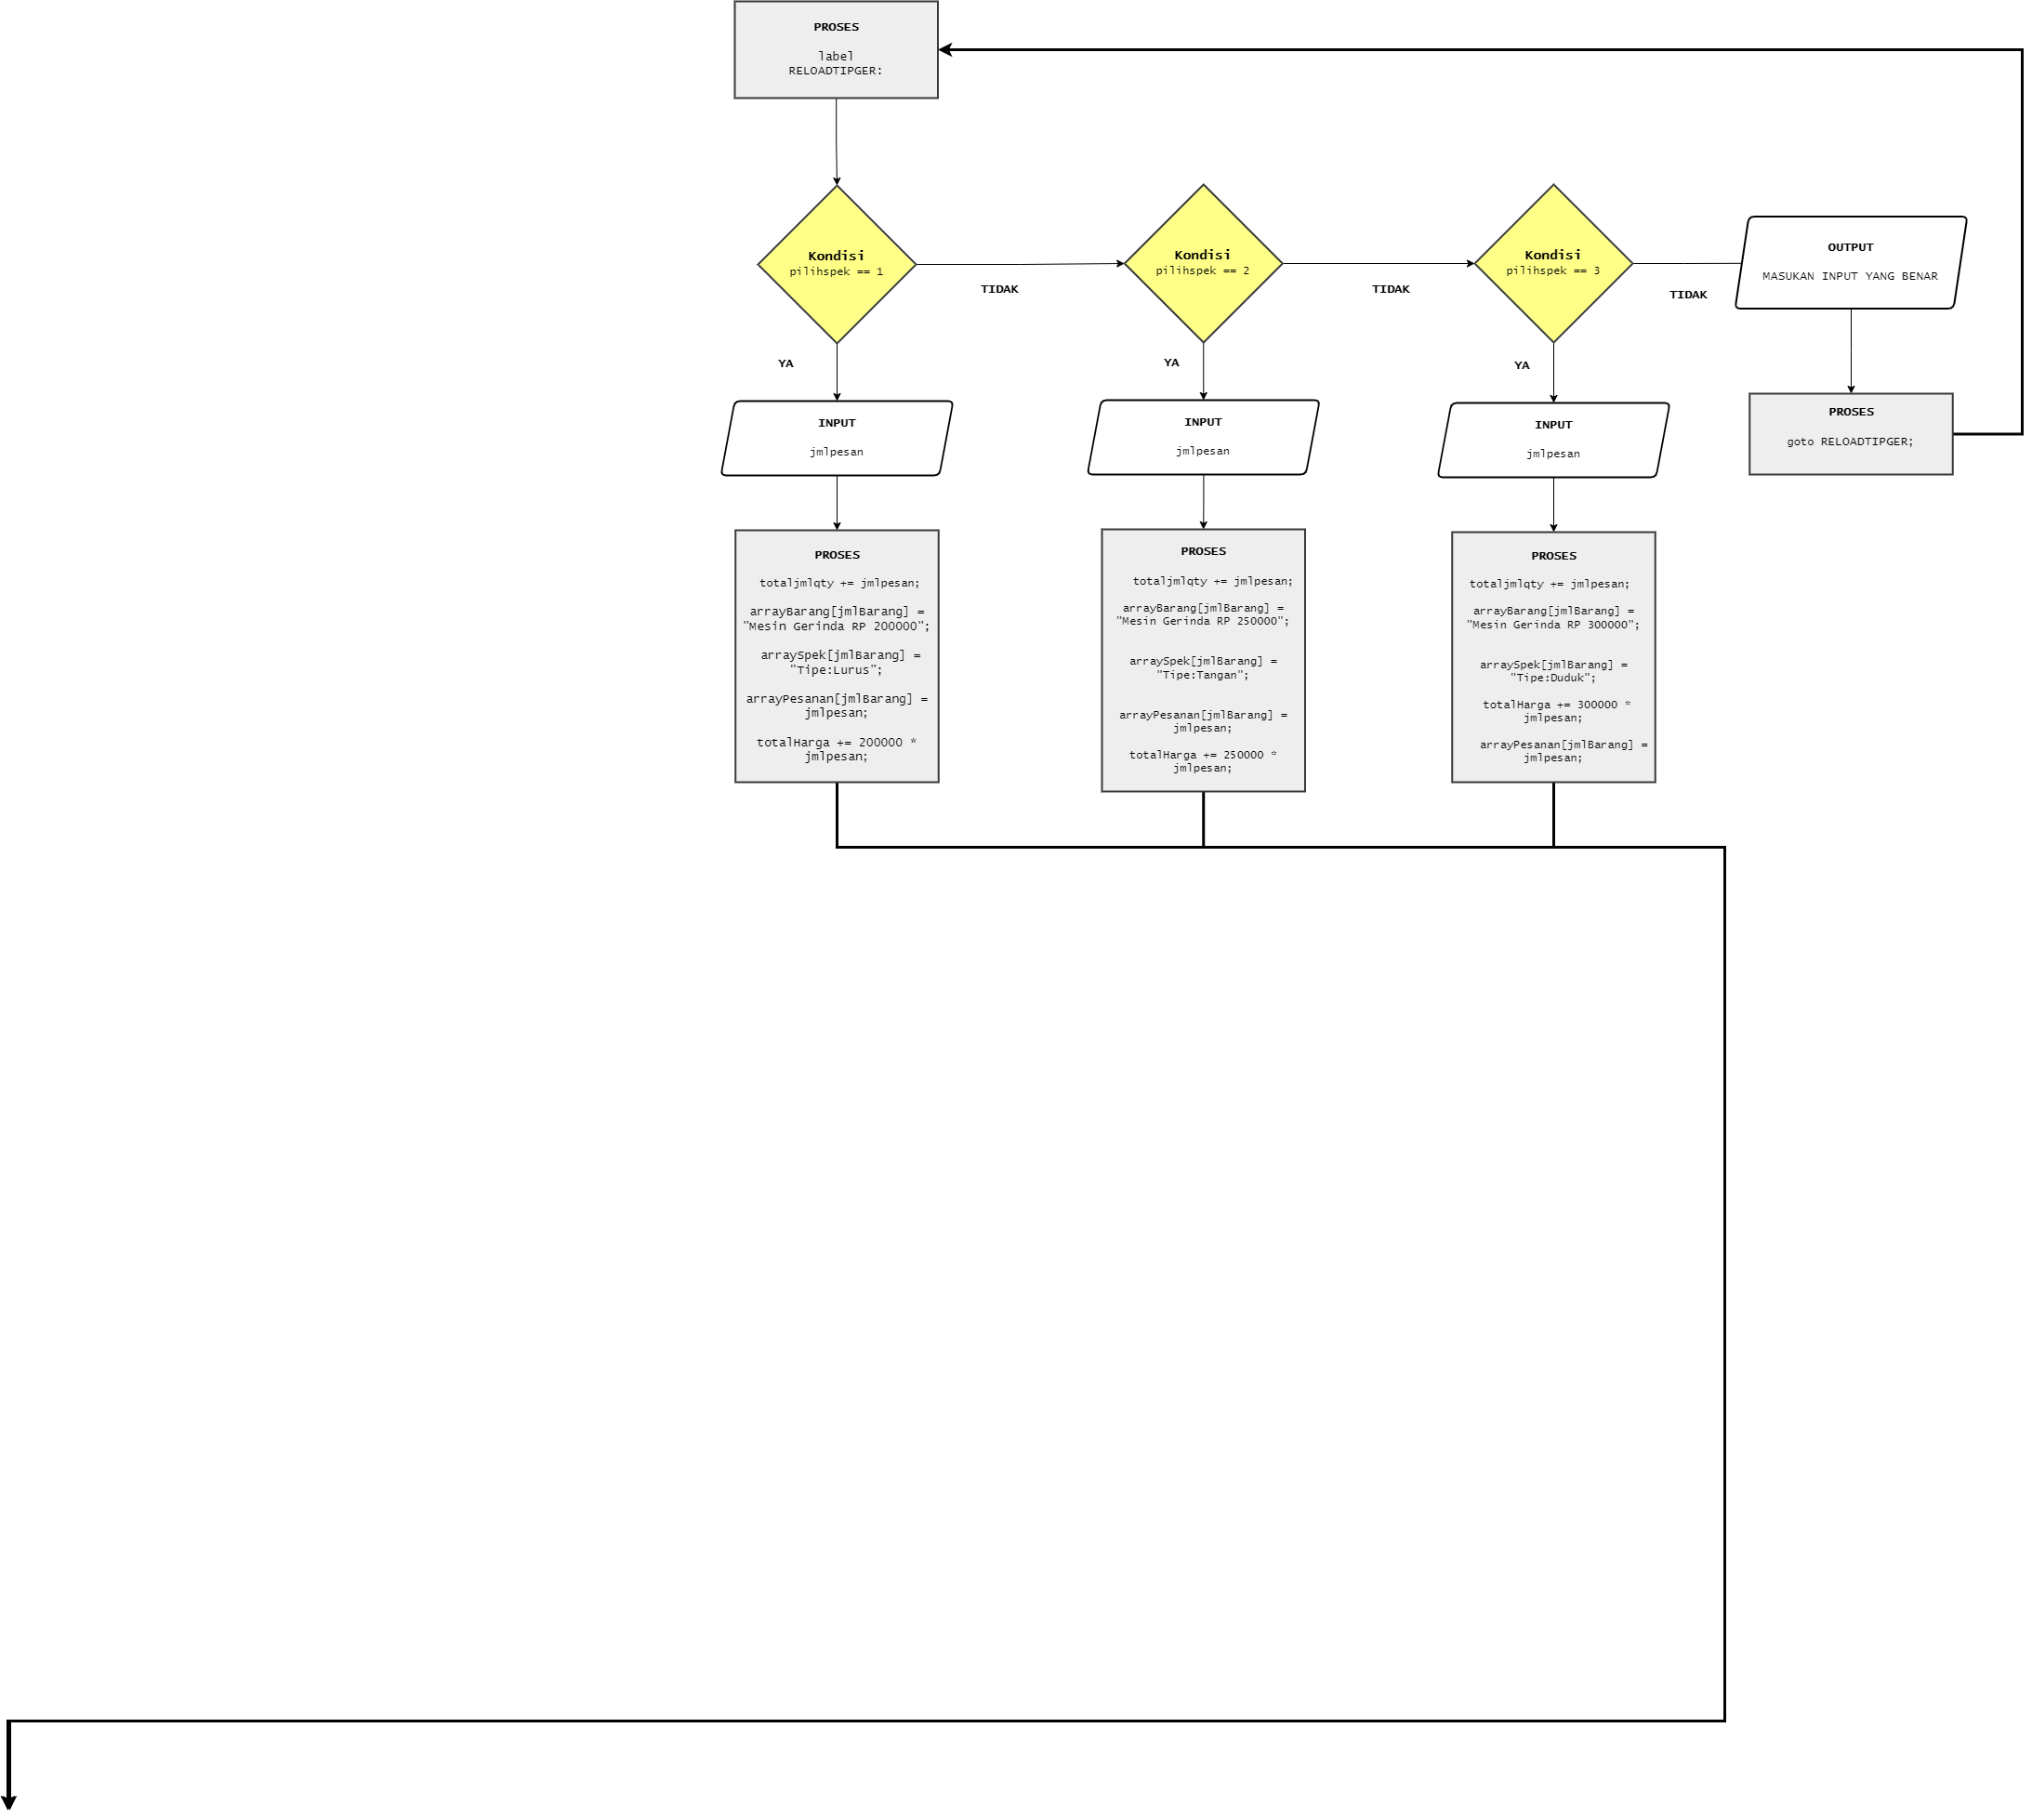 PROSES
label
RELOADTIPGER:
Kondisi
pilihspek == 1
TIDAK
Kondisi
pilihspek == 2
TIDAK
Kondisi
pilihspek == 3
TIDAK
OUTPUT
MASUKAN INPUT YANG BENAR
PROSES
goto RELOADTIPGER;
YA
INPUT
jmlpesan
PROSES
totaljmlqty += jmlpesan;
arrayBarang[jmlBarang] =
"Mesin Gerinda RP 200000";
arraySpek[jmlBarang] =
"Tipe:Lurus";
arrayPesanan[jmlBarang] =
jmlpesan;
totalHarga += 200000 *
jmlpesan;
YA
INPUT
jmlpesan
PROSES
totaljmlqty += jmlpesan;
arrayBarang[jmlBarang] =
"Mesin Gerinda RP 250000";
arraySpek[jmlBarang] =
"Tipe:Tangan";
arrayPesanan[jmlBarang] =
jmlpesan;
totalHarga += 250000 *
jmlpesan;
YA
INPUT
jmlpesan
PROSES
totaljmlqty += jmlpesan;
arrayBarang[jmlBarang] =
"Mesin Gerinda RP 300000";
arraySpek[jmlBarang] =
"Tipe:Duduk";
totalHarga += 300000 *
jmlpesan;
arrayPesanan[jmlBarang] =
jmlpesan;